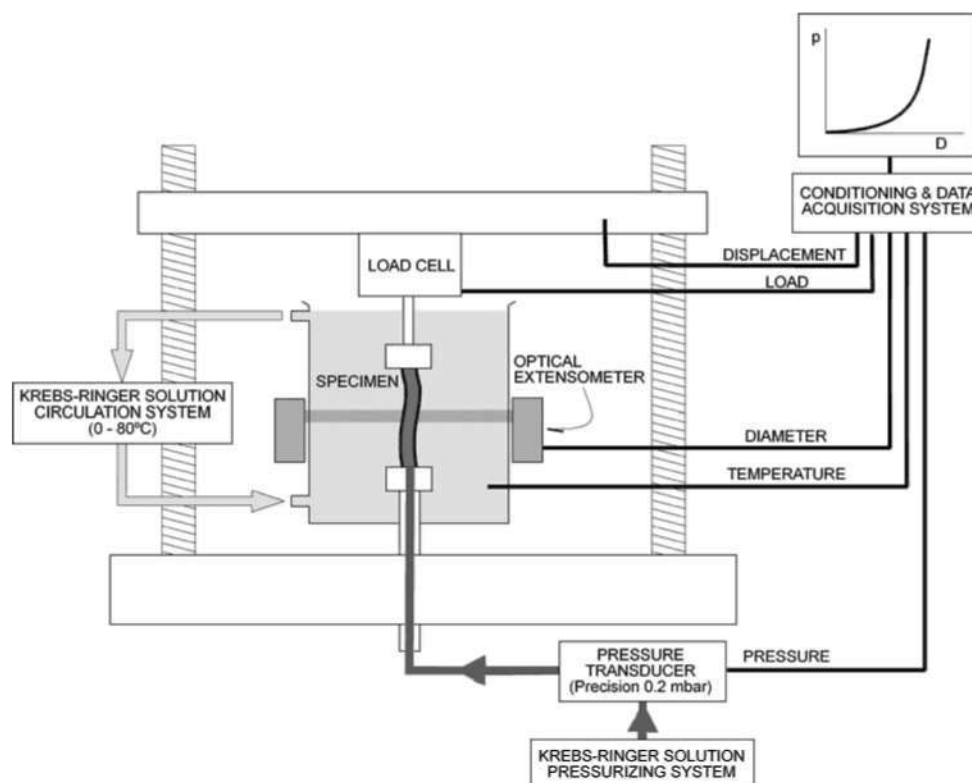 p
D
CONDITIONING & DATA
ACQUISITION SYSTEM
DISPLACEMENT
LOAD CELL
LOAD
SPECIMEN
OPTICAL
EXTENSOMETER
KREBS-RINGER SOLUTION
CIRCULATION SYSTEM
(0 - 80ºC)
DIAMETER
TEMPERATURE
PRESSURE
TRANSDUCER
(Precision 0.2 mbar)
PRESSURE
KREBS-RINGER SOLUTION
PRESSURIZING SYSTEM